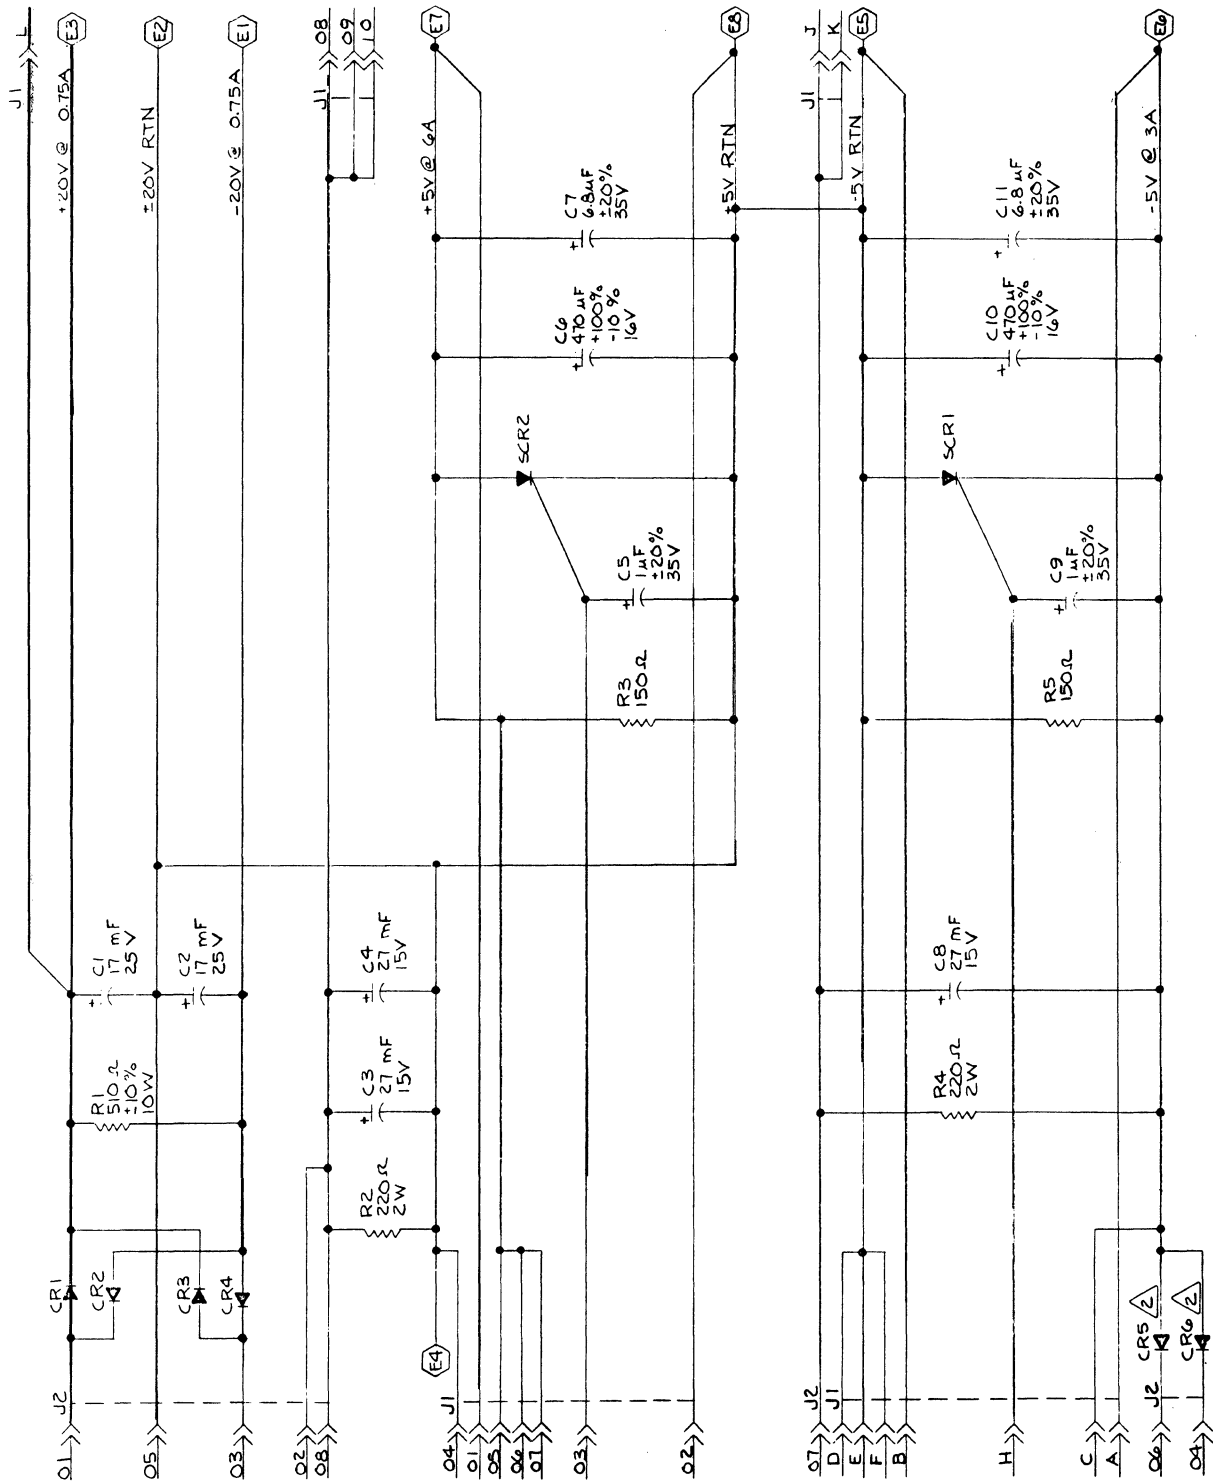 J1
L
E3
+20V @ 0.75A
E2
±20V RTN
E1
-20V @ 0.75A
J1
08
09
10
E7
+5V @ 6A
E8
+5V RTN
J1
J
K
E5
-5V RTN
E6
-5V @ 3A
C7
6.8µF
±20%
35V
C11
6.8µF
±20%
35V
C6
470µF
+100%
-10%
16V
C10
470µF
+100%
-10%
16V
SCR2
SCR1
C5
1µF
±20%
35V
C9
1µF
±20%
35V
R3
150Ω
R5
150Ω
C1
17 mF
25V
C2
17 mF
25V
C4
27 mF
15V
C8
27 mF
15V
R1
510Ω
±10%
10W
C3
27 mF
15V
R4
220Ω
2W
R2
220Ω
2W
CR1
CR2
CR3
CR4
E4
CR5
2
CR6
2
J2
J1
J2
J1
J2
01
05
03
02
08
04
01
05
06
07
03
02
07
D
E
F
B
H
C
A
06
04